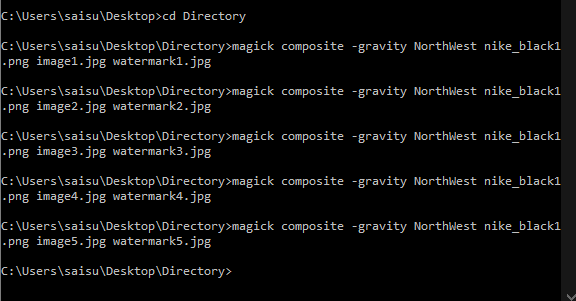 C:\Users\saisu\Desktop>cd Directory
C:\Users\saisu\Desktop\Directory>magick composite -gravity NorthWest nike_black1
.png image1.jpg watermark1.jpg
C:\Users\saisu\Desktop\Directory>magick composite -gravity NorthWest nike_black1
.png image2.jpg watermark2.jpg
C:\Users\saisu\Desktop\Directory>magick composite -gravity NorthWest nike_black1
.png image3.jpg watermark3.jpg
C:\Users\saisu\Desktop\Directory>magick composite -gravity NorthWest nike_black1
.png image4.jpg watermark4.jpg
C:\Users\saisu\Desktop\Directory>magick composite -gravity NorthWest nike_black1
.png image5.jpg watermark5.jpg
C:\Users\saisu\Desktop\Directory>